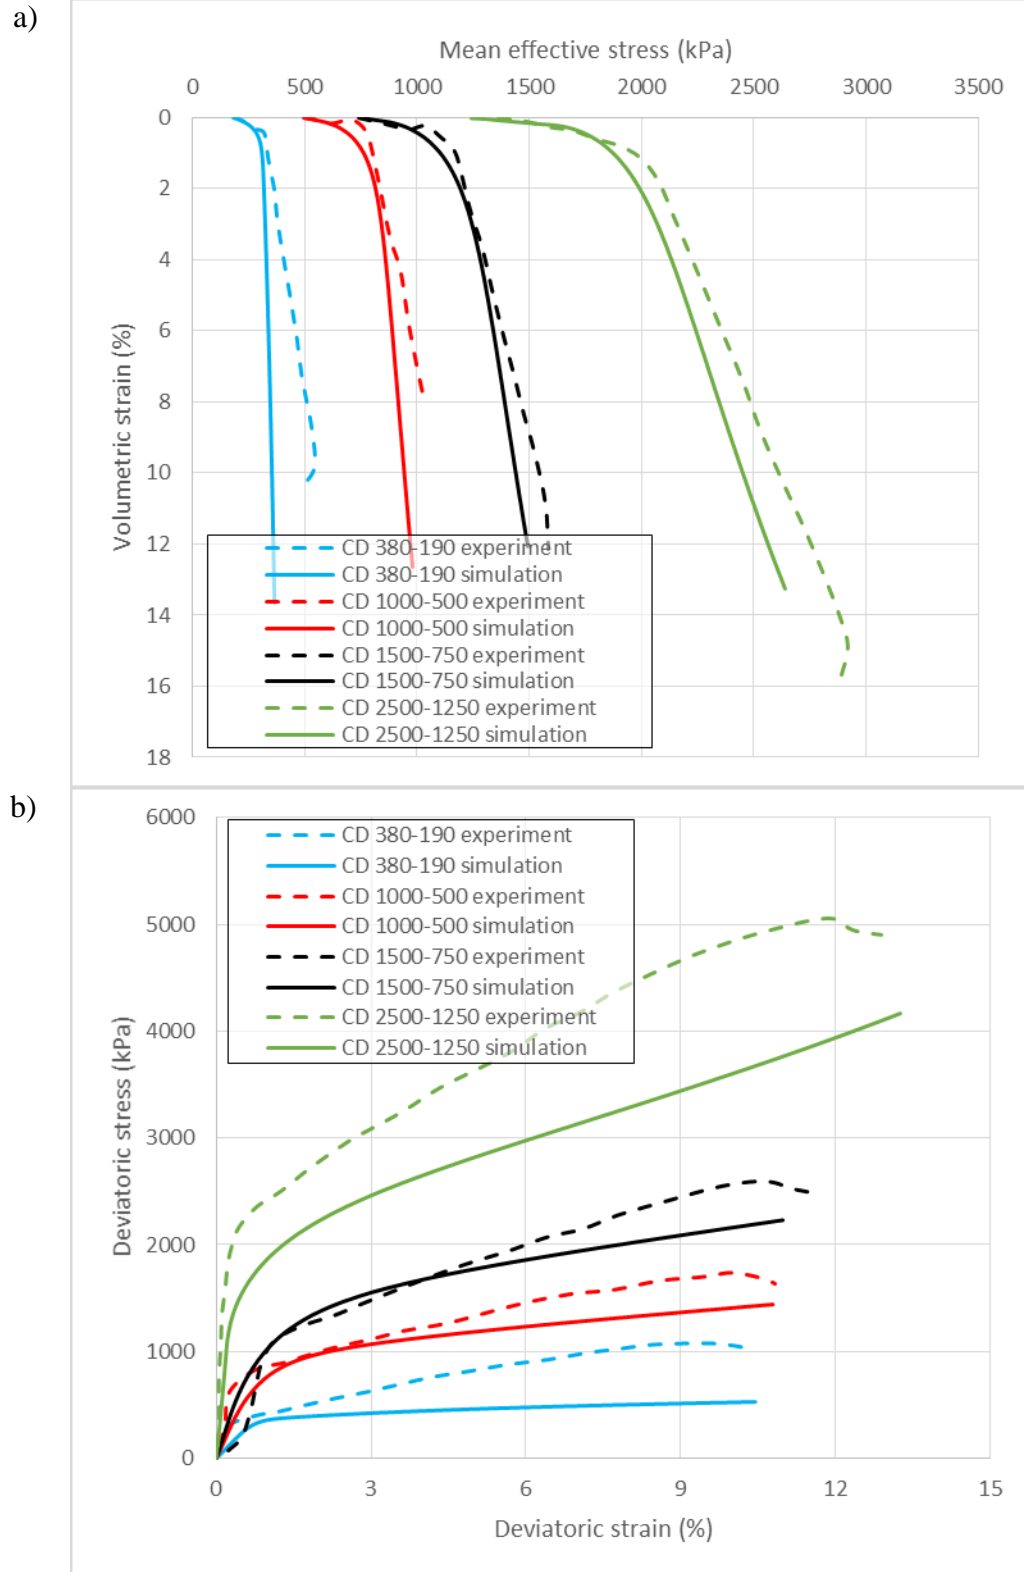 a)
Mean effective stress (kPa)
0 500 1000 1500 2000 2500 3000 3500
0
2
4
6
8
10
12
14
16
18
Volumetric strain (%)
CD 380-190 experiment
CD 380-190 simulation
CD 1000-500 experiment
CD 1000-500 simulation
CD 1500-750 experiment
CD 1500-750 simulation
CD 2500-1250 experiment
CD 2500-1250 simulation
b)
6000
5000
4000
3000
2000
1000
0
Deviatoric stress (kPa)
CD 380-190 experiment
CD 380-190 simulation
CD 1000-500 experiment
CD 1000-500 simulation
CD 1500-750 experiment
CD 1500-750 simulation
CD 2500-1250 experiment
CD 2500-1250 simulation
0 3 6 9 12 15
Deviatoric strain (%)